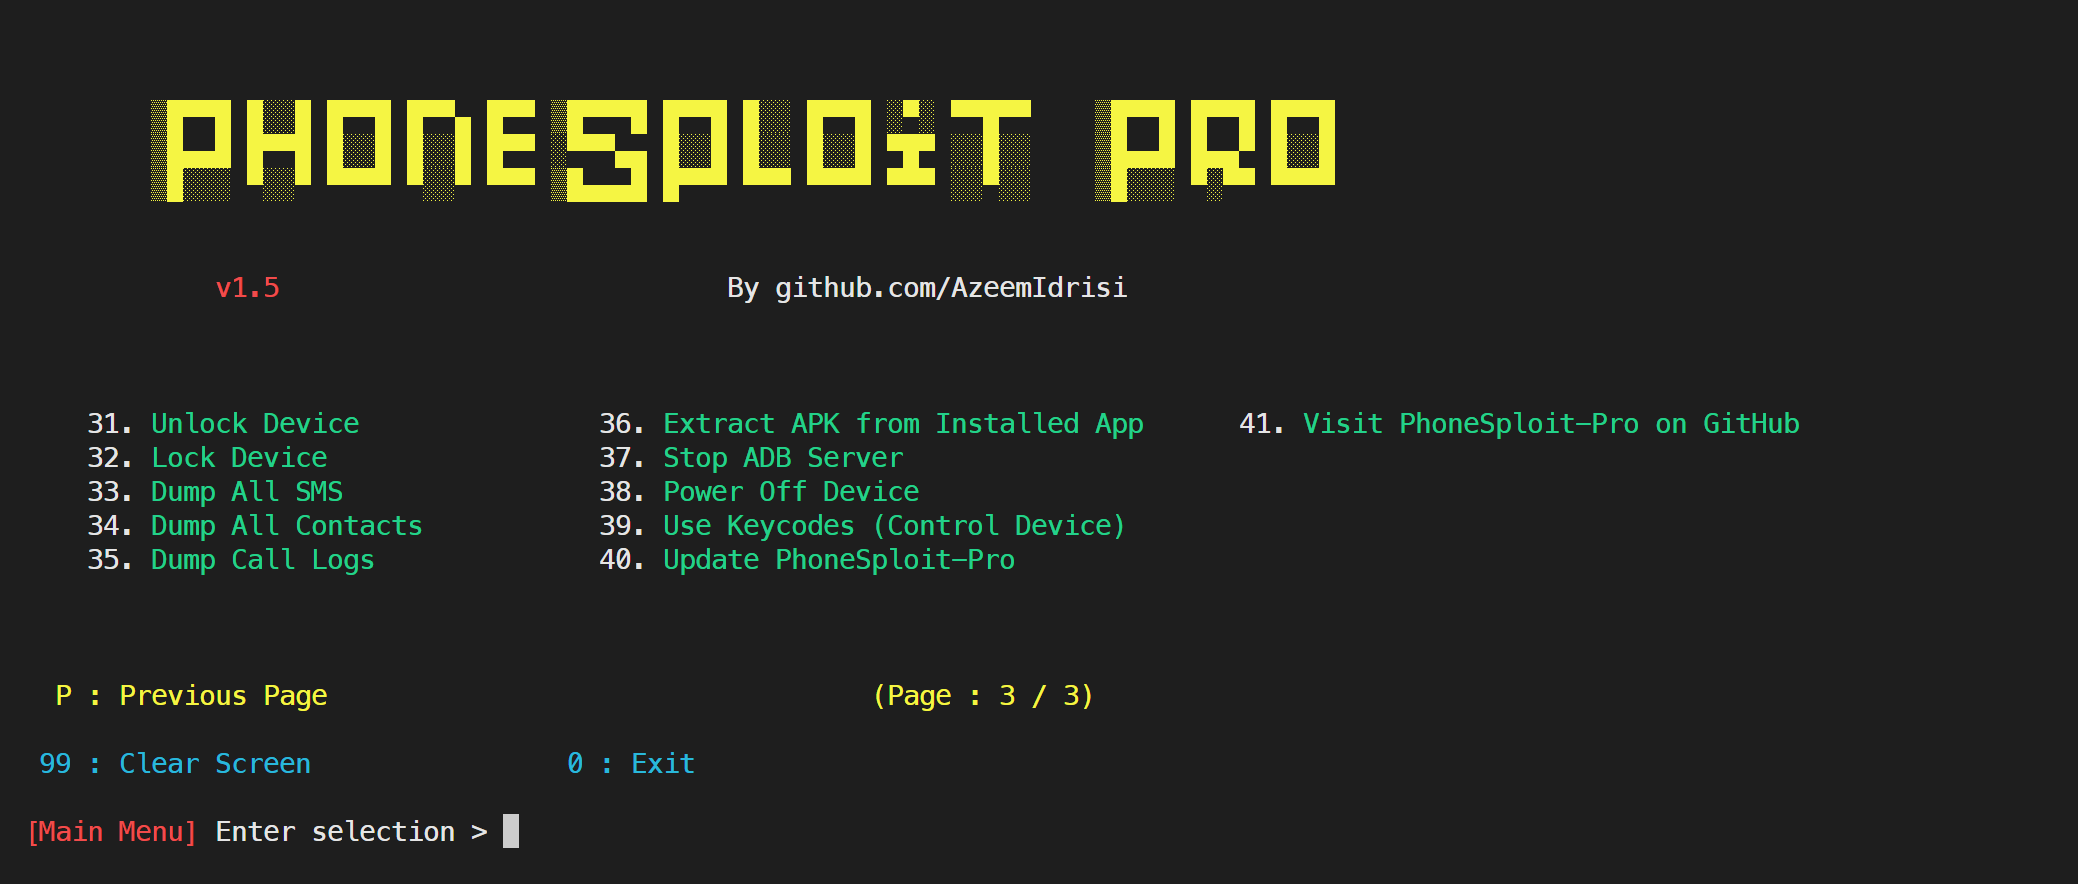 PHONESPLOIT PRO
v1.5 By github.com/AzeemIdrisi
31. Unlock Device 36. Extract APK from Installed App 41. Visit PhoneSploit-Pro on GitHub
32. Lock Device 37. Stop ADB Server
33. Dump All SMS 38. Power Off Device
34. Dump All Contacts 39. Use Keycodes (Control Device)
35. Dump Call Logs 40. Update PhoneSploit-Pro
P : Previous Page (Page : 3 / 3)
99 : Clear Screen 0 : Exit
[Main Menu] Enter selection >